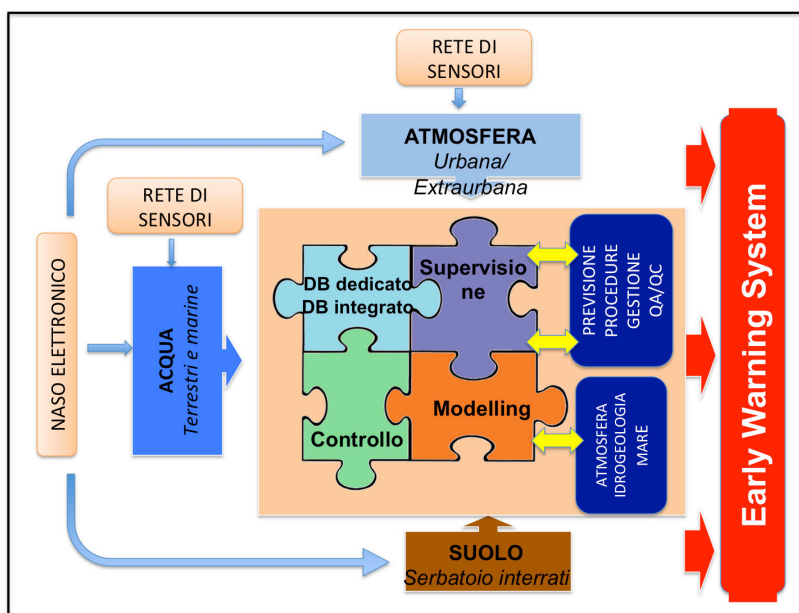 RETE DI
SENSORI
ATMOSFERA
Urbana/
Extraurbana
RETE DI
SENSORI
NASO ELETTRONICO
ACQUA
Terrestri e marine
DB dedicato
DB integrato
Supervisio
ne
Controllo
Modelling
PREVISIONE
PROCEDURE
GESTIONE
QA/QC
ATMOSFERA
IDROGEOLOGIA
MARE
SUOLO
Serbatoio interrati
Early Warning System